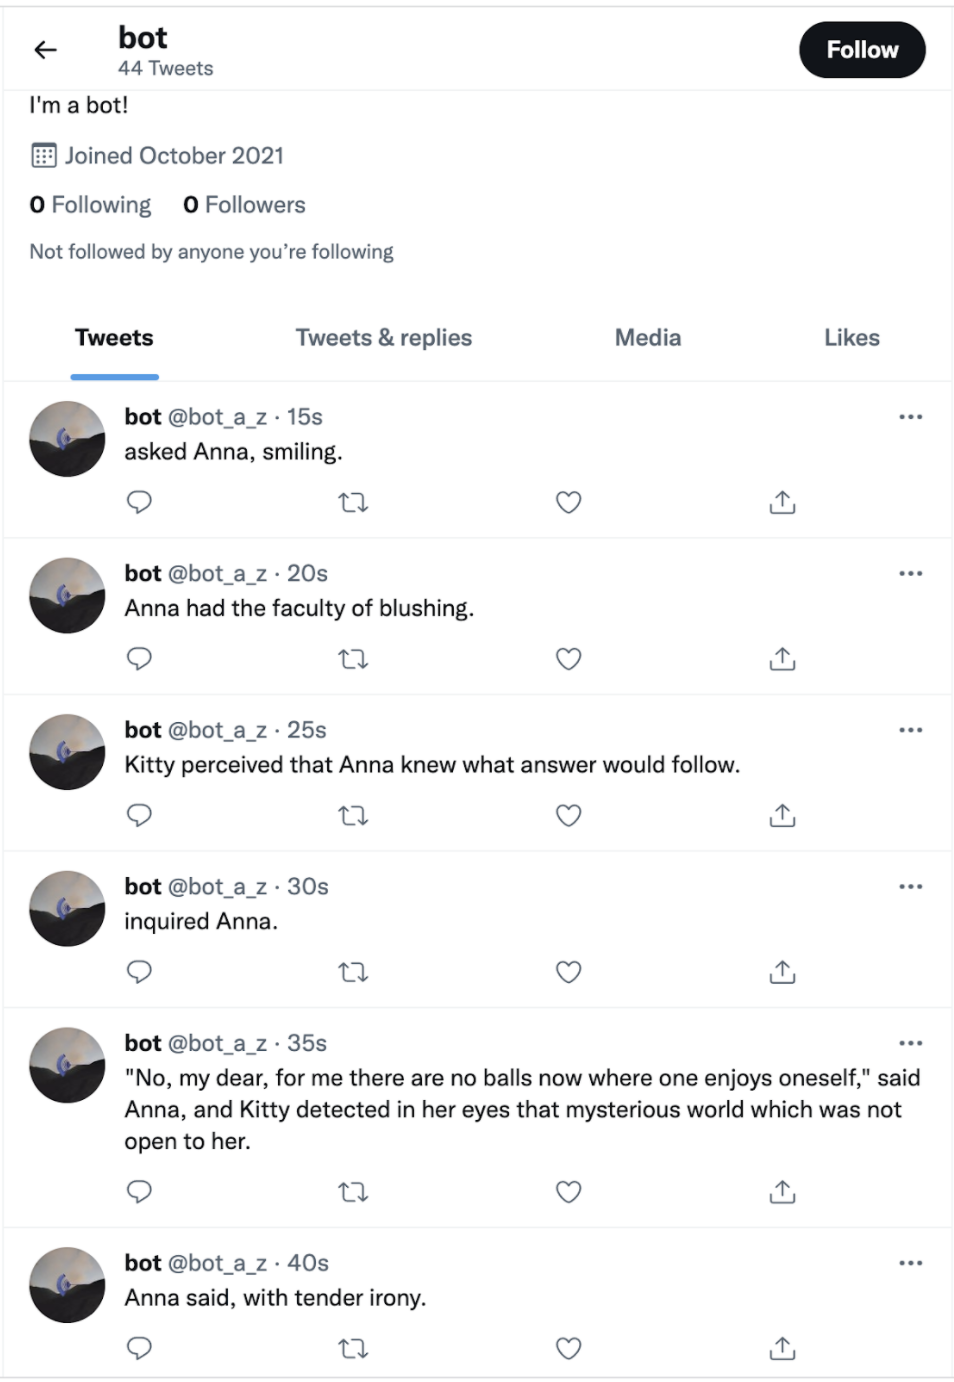 bot
44 Tweets
Follow
I'm a bot!
Joined October 2021
0 Following 0 Followers
Not followed by anyone you’re following
Tweets Tweets & replies Media Likes
bot @bot_a_z · 15s
asked Anna, smiling.
bot @bot_a_z · 20s
Anna had the faculty of blushing.
bot @bot_a_z · 25s
Kitty perceived that Anna knew what answer would follow.
bot @bot_a_z · 30s
inquired Anna.
bot @bot_a_z · 35s
"No, my dear, for me there are no balls now where one enjoys oneself," said
Anna, and Kitty detected in her eyes that mysterious world which was not
open to her.
bot @bot_a_z · 40s
Anna said, with tender irony.